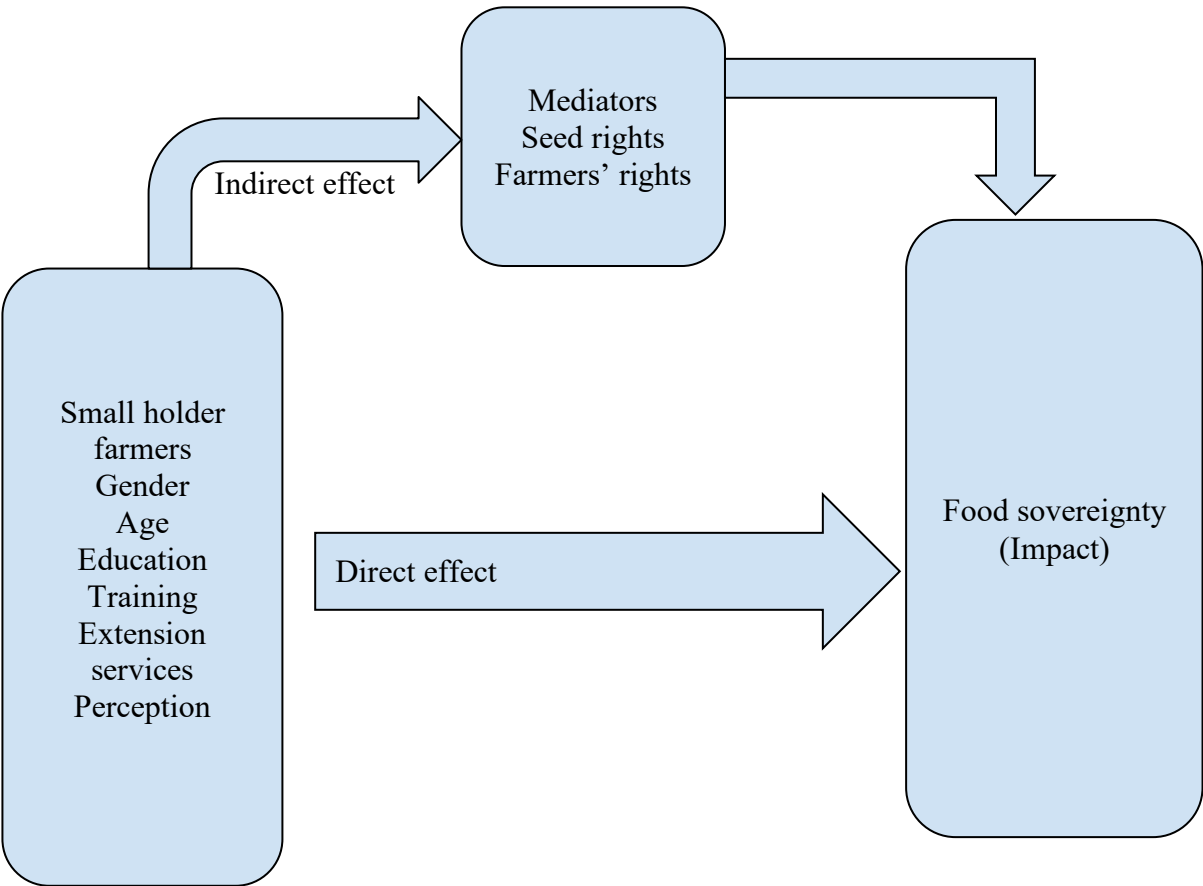 Mediators
Seed rights
Farmers’ rights
Indirect effect
Small holder
farmers
Gender
Age
Education
Training
Extension
services
Perception
Direct effect
Food sovereignty
(Impact)